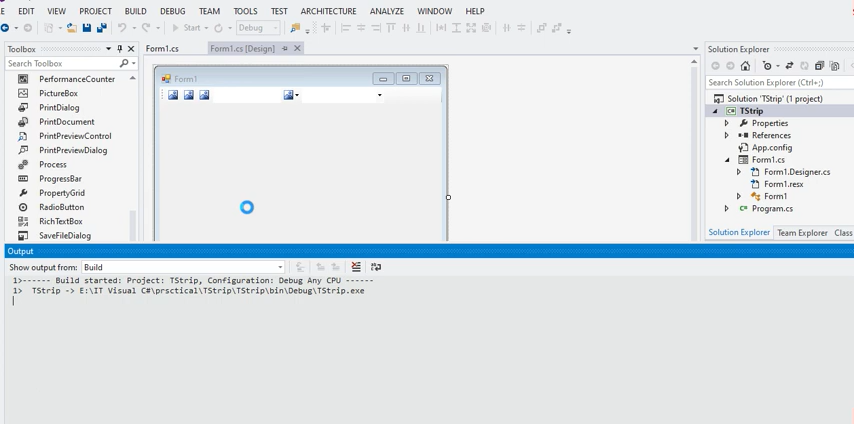 EDIT VIEW PROJECT BUILD DEBUG TEAM TOOLS TEST ARCHITECTURE ANALYZE WINDOW HELP
Start Debug
Toolbox
Form1.cs
Form1.cs [Design]
Solution Explorer
Search Toolbox
PerformanceCounter
PictureBox
PrintDialog
PrintDocument
PrintPreviewControl
PrintPreviewDialog
Process
ProgressBar
PropertyGrid
RadioButton
RichTextBox
SaveFileDialog
Form1
Search Solution Explorer (Ctrl+;)
Solution 'TStrip' (1 project)
TStrip
Properties
References
App.config
Form1.cs
Form1.Designer.cs
Form1.resx
Form1
Program.cs
Solution Explorer Team Explorer Class
Output
Show output from: Build
1>------ Build started: Project: TStrip, Configuration: Debug Any CPU ------
1> TStrip -> E:\IT Visual C#\prsctical\TStrip\TStrip\bin\Debug\TStrip.exe